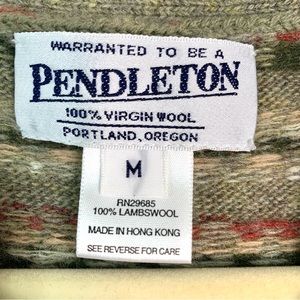 WARRANTED TO BE A
PENDLETON
100% VIRGIN WOOL
PORTLAND, OREGON
M
RN29685
100% LAMBSWOOL
MADE IN HONG KONG
SEE REVERSE FOR CARE